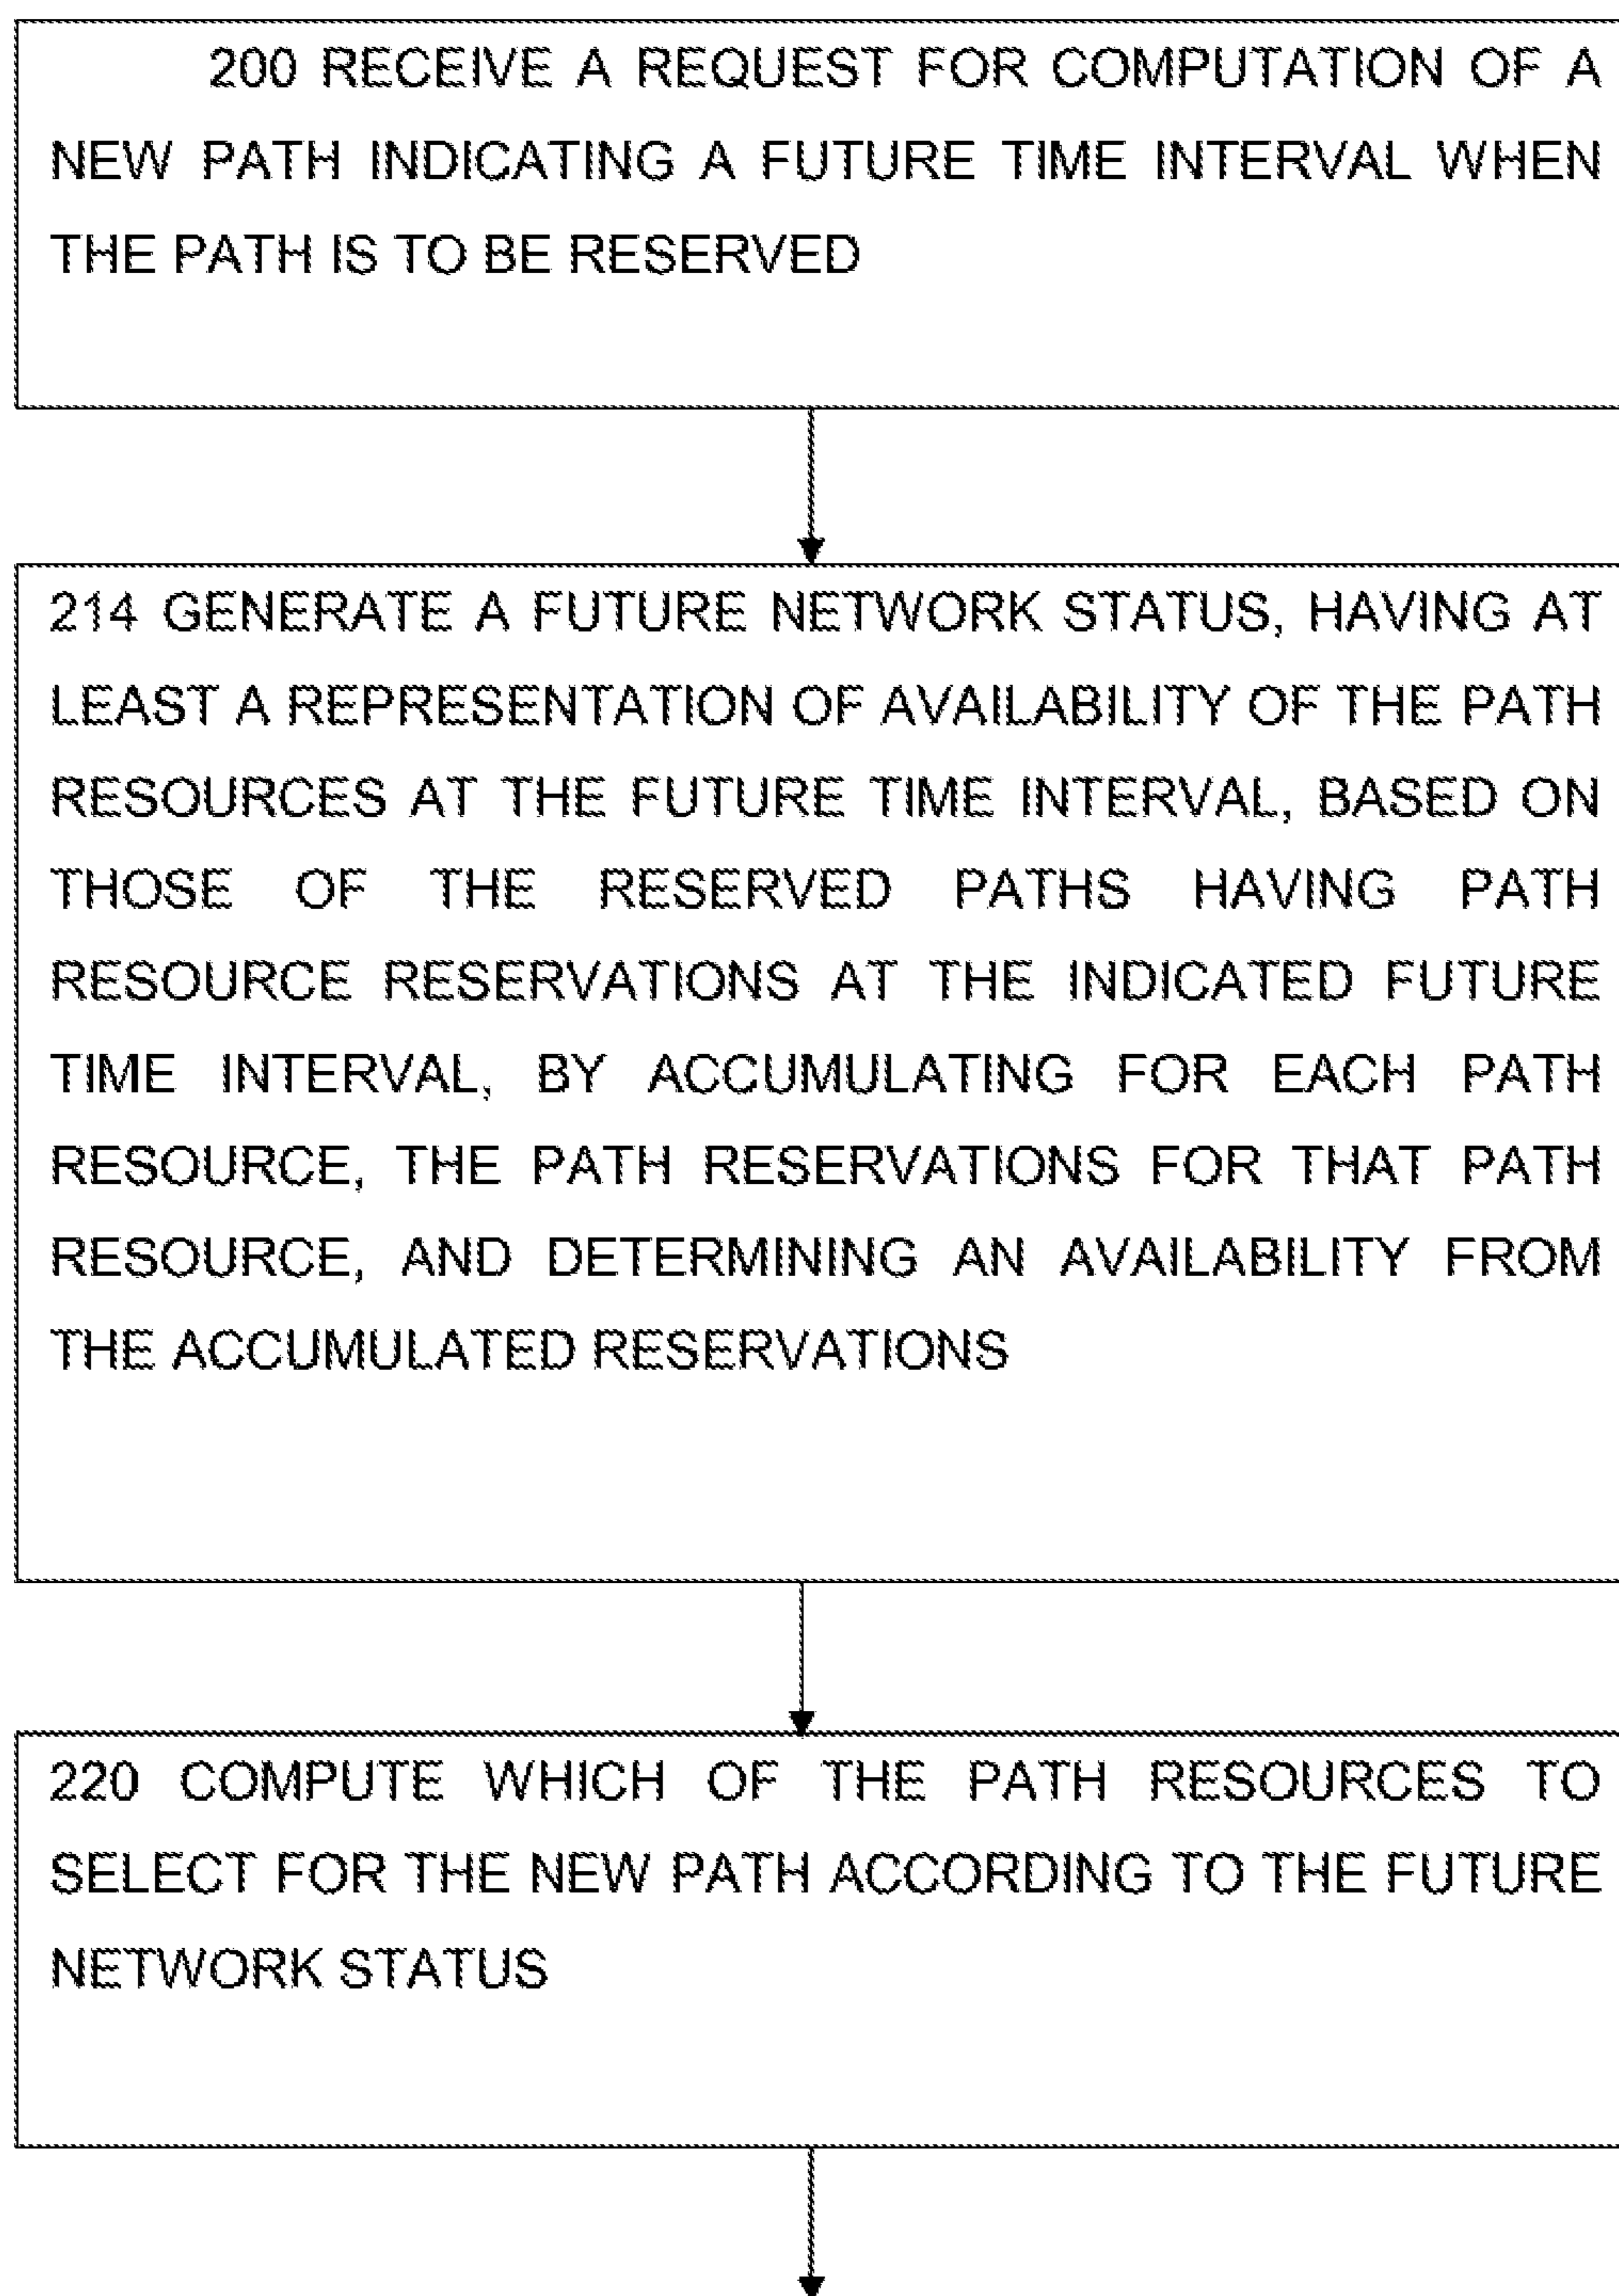 200 RECEIVE A REQUEST FOR COMPUTATION OF A
NEW PATH INDICATING A FUTURE TIME INTERVAL WHEN
THE PATH IS TO BE RESERVED
214 GENERATE A FUTURE NETWORK STATUS, HAVING AT
LEAST A REPRESENTATION OF AVAILABILITY OF THE PATH
RESOURCES AT THE FUTURE TIME INTERVAL, BASED ON
THOSE OF THE RESERVED PATHS HAVING PATH
RESOURCE RESERVATIONS AT THE INDICATED FUTURE
TIME INTERVAL, BY ACCUMULATING FOR EACH PATH
RESOURCE, THE PATH RESERVATIONS FOR THAT PATH
RESOURCE, AND DETERMINING AN AVAILABILITY FROM
THE ACCUMULATED RESERVATIONS
220 COMPUTE WHICH OF THE PATH RESOURCES TO
SELECT FOR THE NEW PATH ACCORDING TO THE FUTURE
NETWORK STATUS